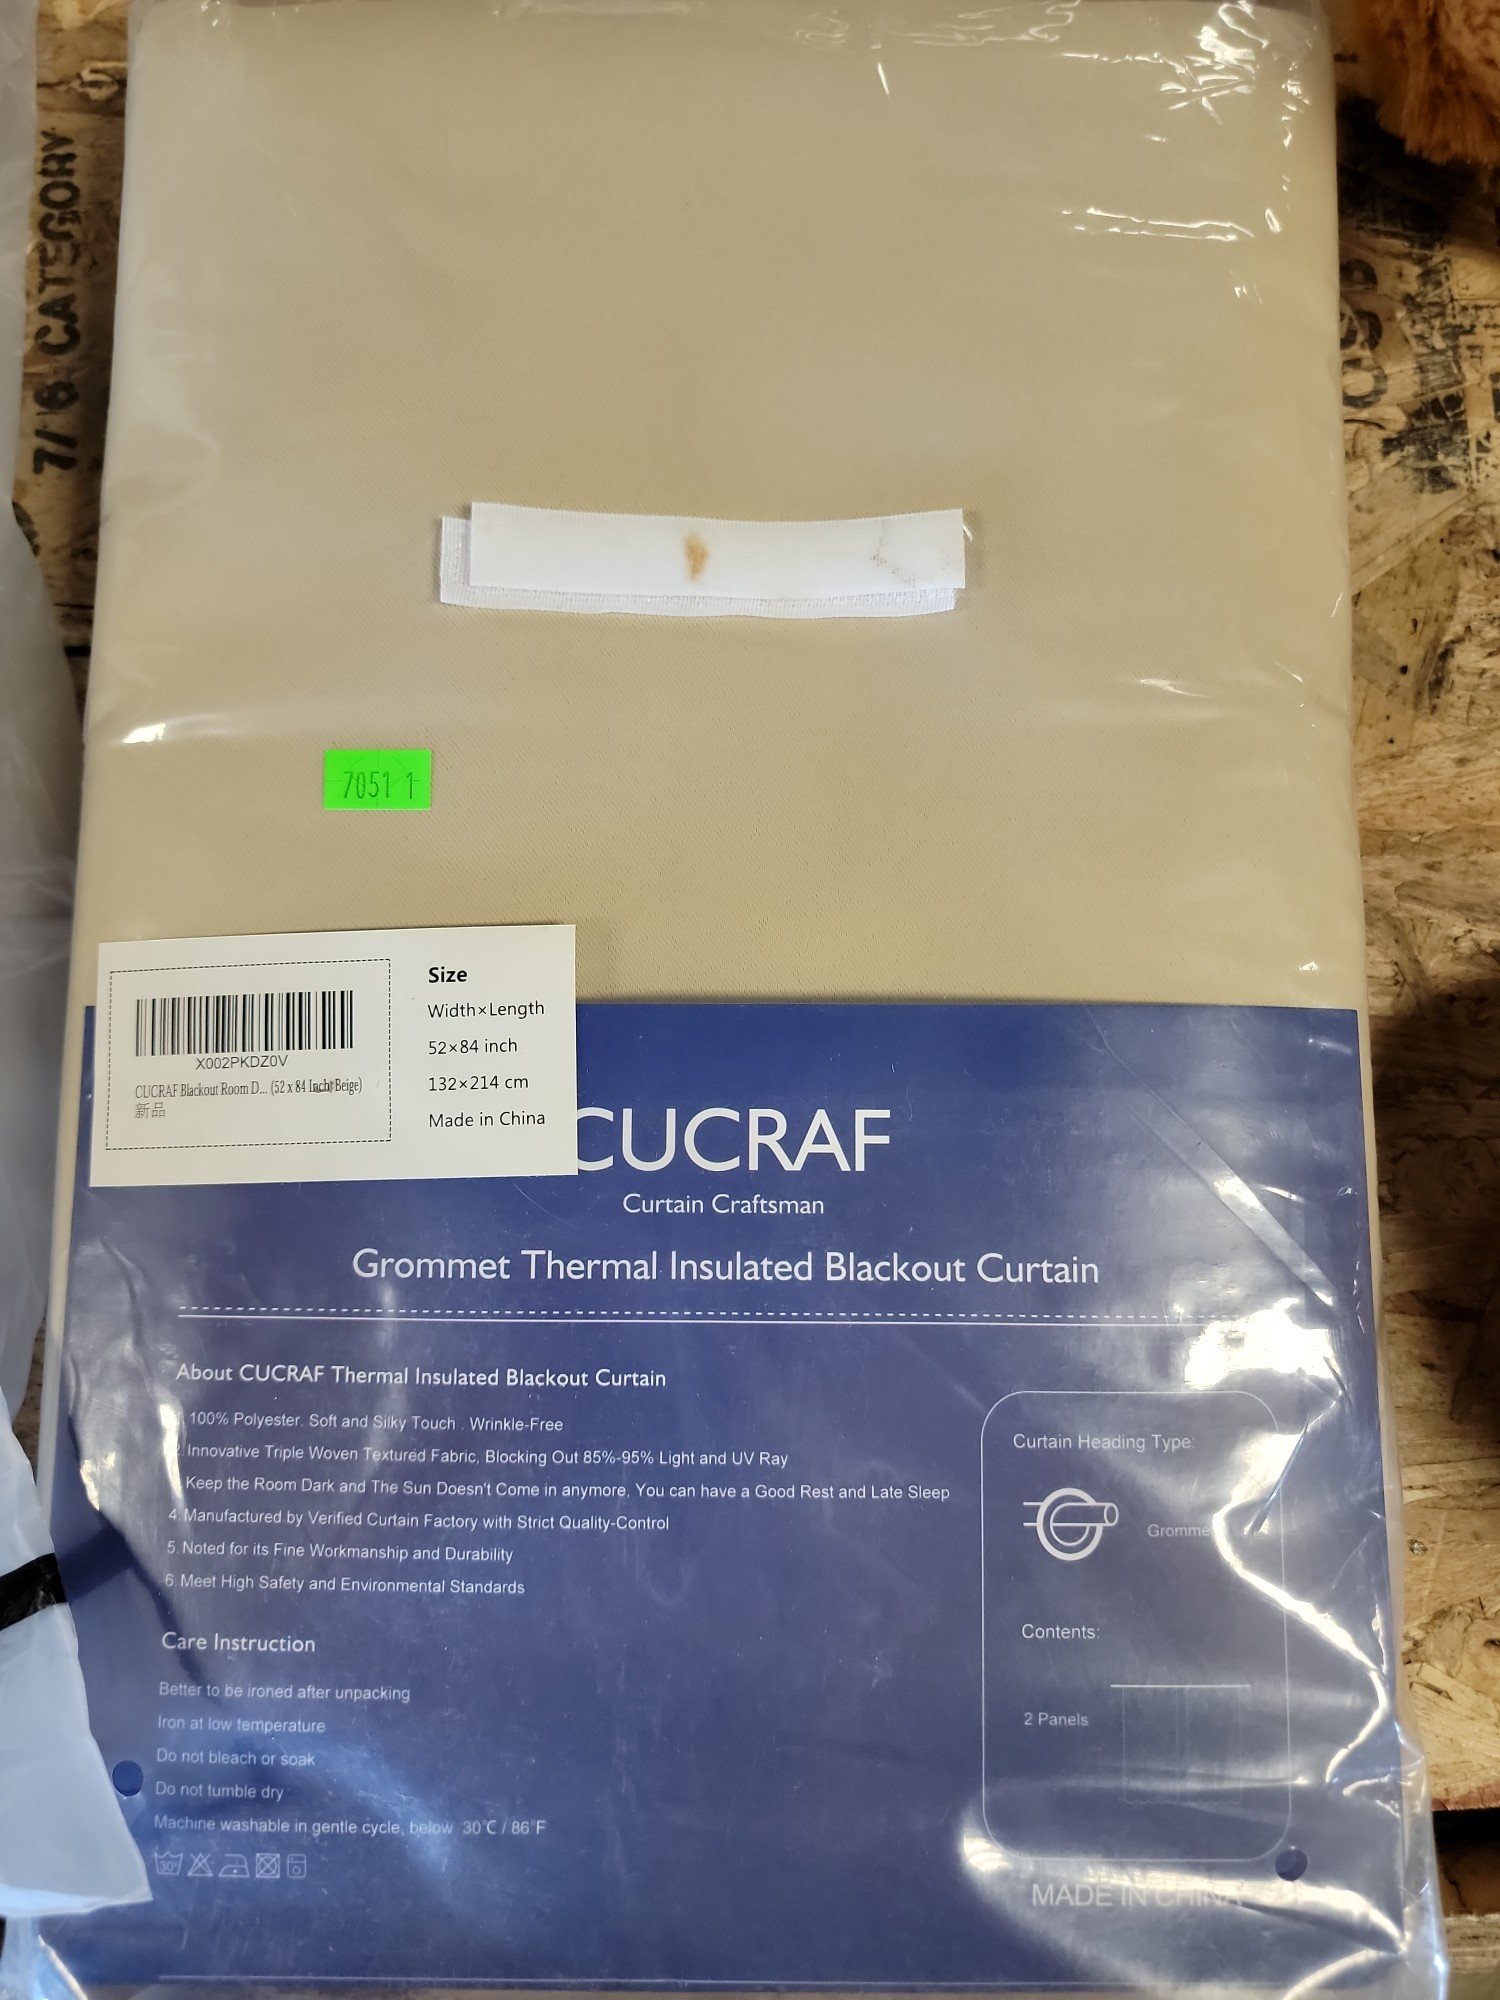 7/16 CATEGORY
7051 1
X002PKDZ0V
CUCRAF Blackout Room D... (52 x 84 Inch, Beige)
新品
Size
Width×Length
52×84 inch
132×214 cm
Made in China
CUCRAF
Curtain Craftsman
Grommet Thermal Insulated Blackout Curtain
About CUCRAF Thermal Insulated Blackout Curtain
100% Polyester. Soft and Silky Touch . Wrinkle-Free
2. Innovative Triple Woven Textured Fabric, Blocking Out 85%-95% Light and UV Ray
Keep the Room Dark and The Sun Doesn't Come in anymore, You can have a Good Rest and Late Sleep
4. Manufactured by Verified Curtain Factory with Strict Quality-Control
5. Noted for its Fine Workmanship and Durability
6. Meet High Safety and Environmental Standards
Care Instruction
Better to be ironed after unpacking
Iron at low temperature
Do not bleach or soak
Do not tumble dry
Machine washable in gentle cycle, below 30℃ / 86℉
30°
Curtain Heading Type:
Gromme
Contents:
2 Panels
MADE IN CHINA